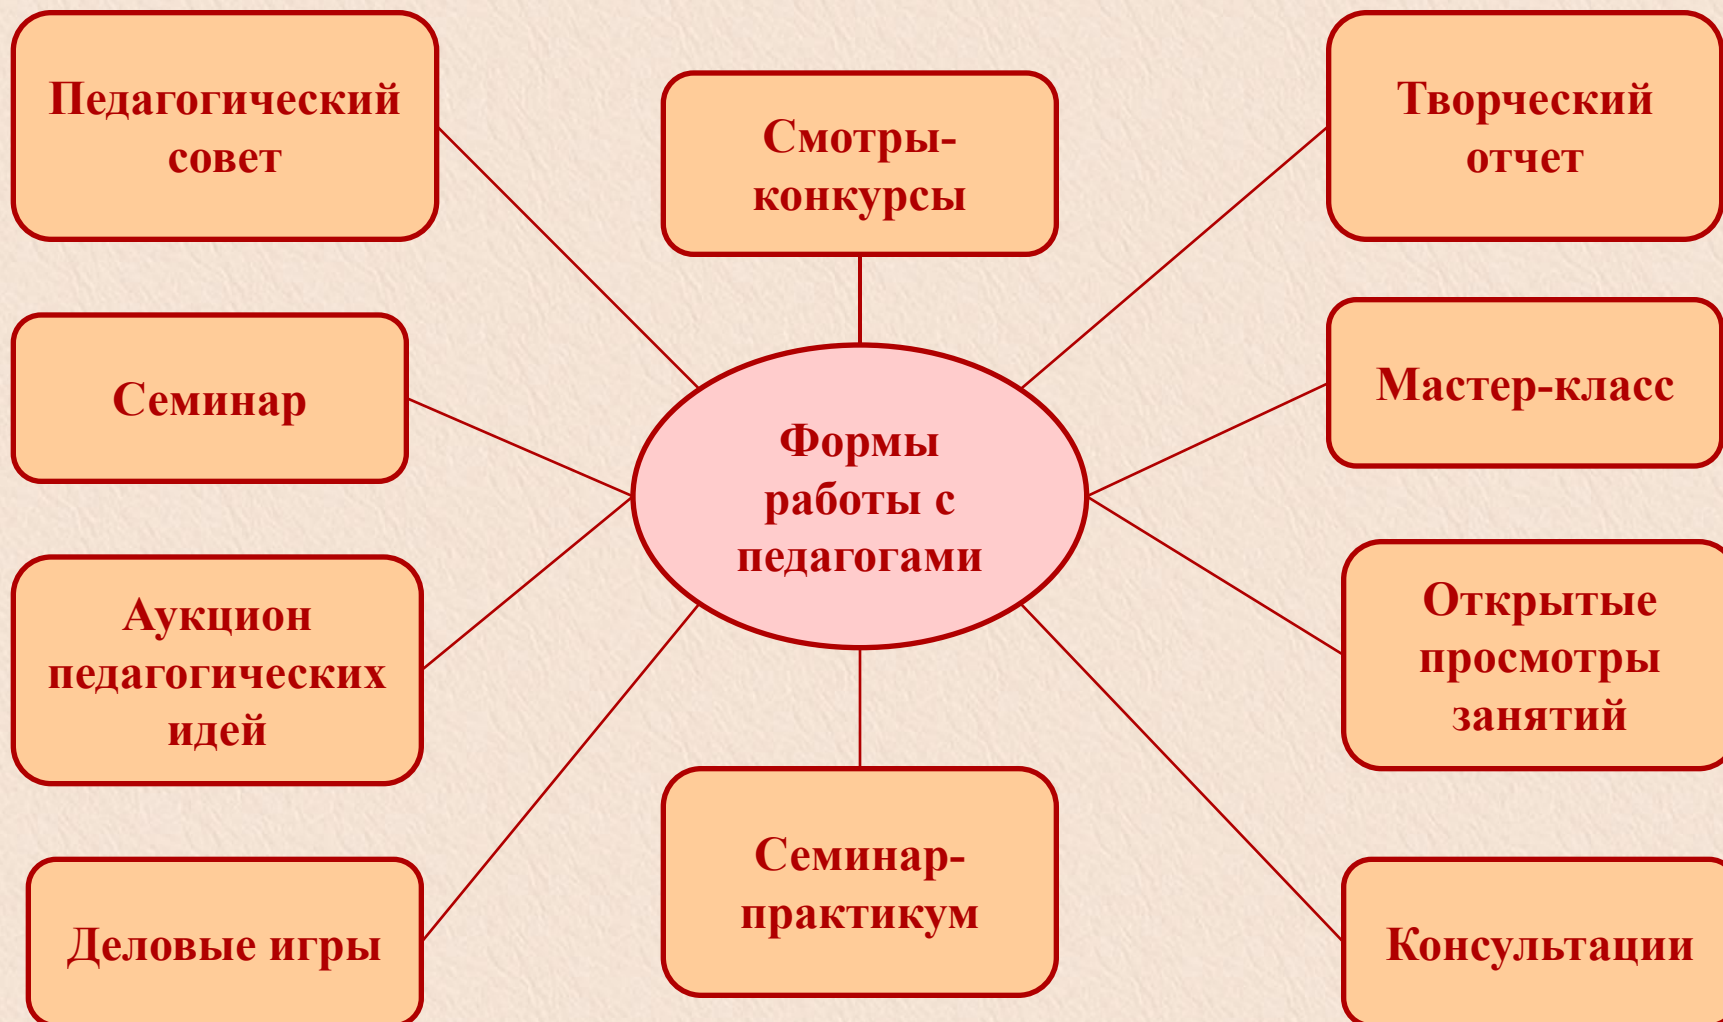 Педагогический
совет
Смотры-
конкурсы
Творческий
отчет
Семинар
Мастер-класс
Формы
работы с
педагогами
Аукцион
педагогических
идей
Открытые
просмотры
занятий
Деловые игры
Семинар-
практикум
Консультации